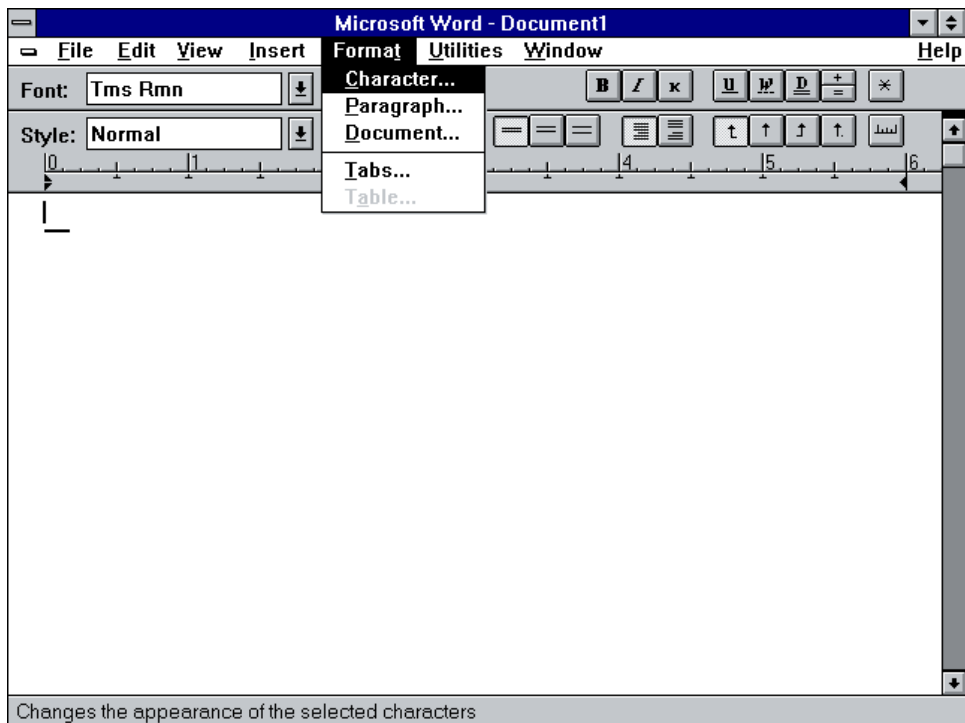 Microsoft Word - Document1
File Edit View Insert Format Utilities Window Help
Font: Tms Rmn B I K U W D + =  *
Character...
Paragraph...
Style: Normal t
Document...
0 1 4 5 6
Tabs...
Table...
Changes the appearance of the selected characters